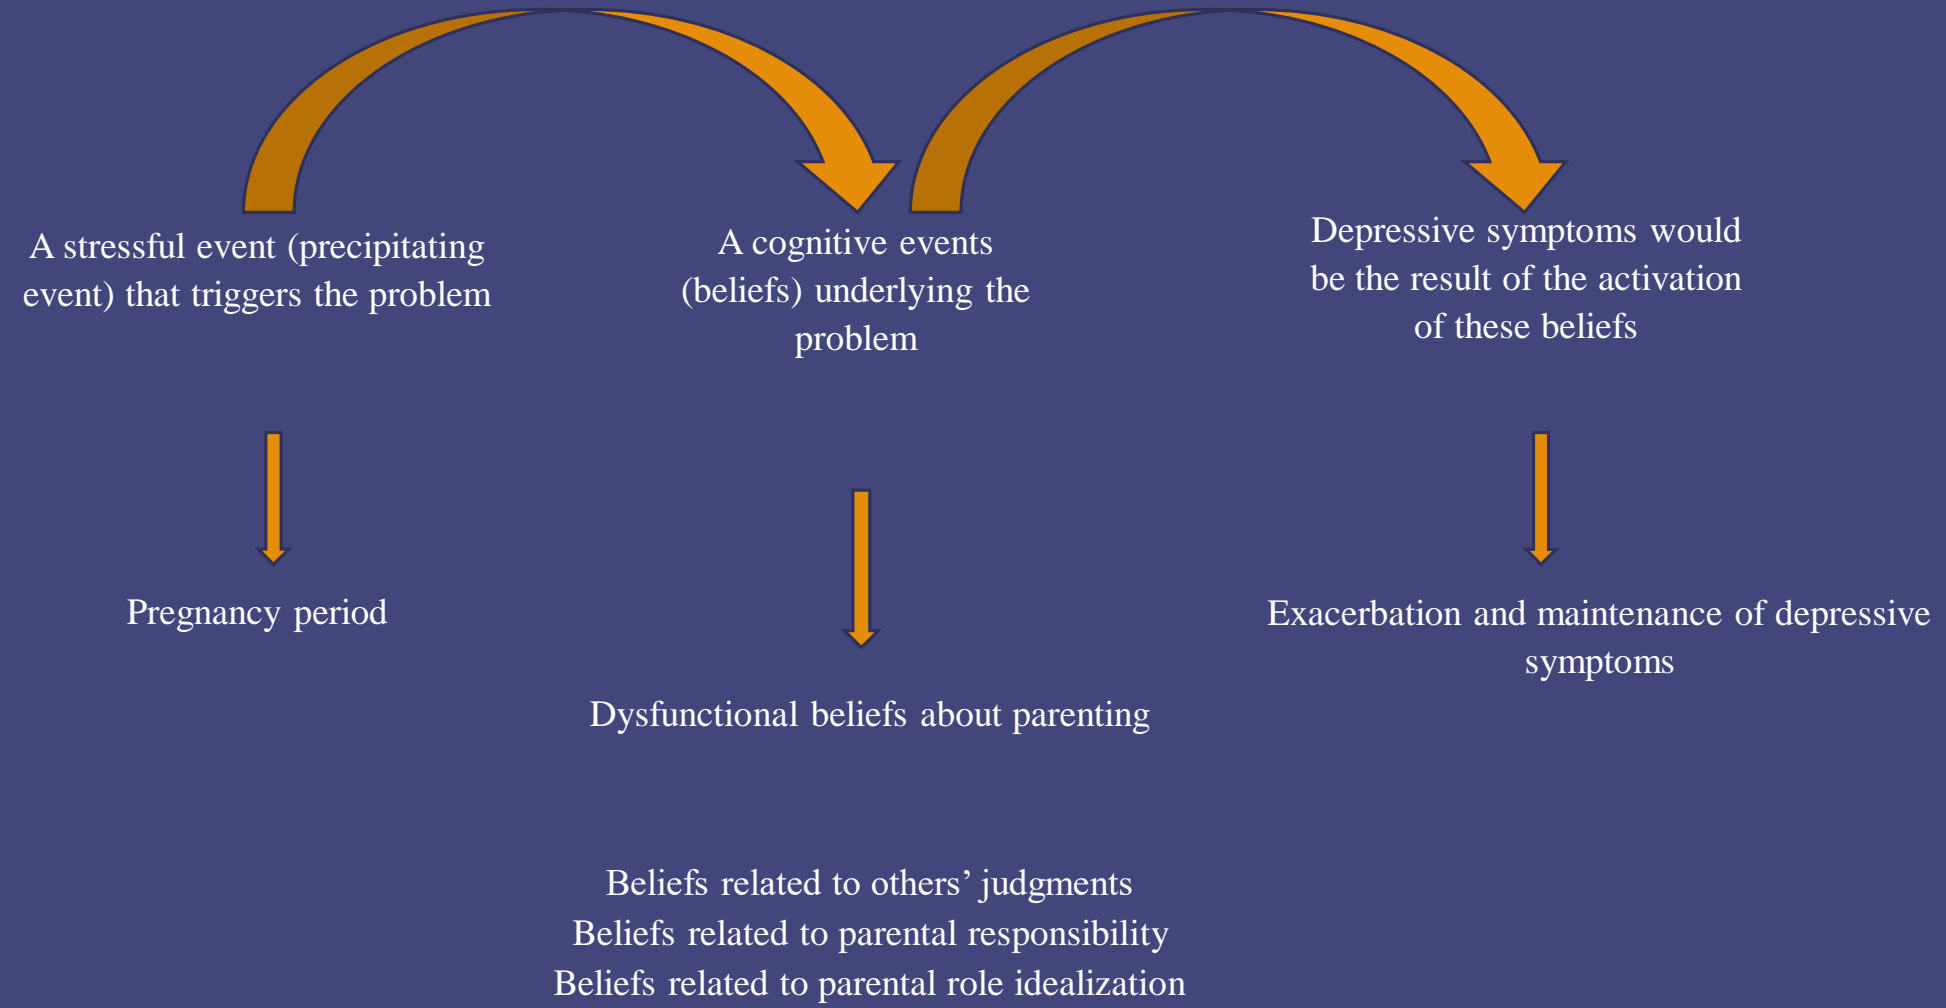 A stressful event (precipitating
event) that triggers the problem
A cognitive events
(beliefs) underlying the
problem
Depressive symptoms would
be the result of the activation
of these beliefs
Pregnancy period
Dysfunctional beliefs about parenting
Exacerbation and maintenance of depressive
symptoms
Beliefs related to others’ judgments
Beliefs related to parental responsibility
Beliefs related to parental role idealization